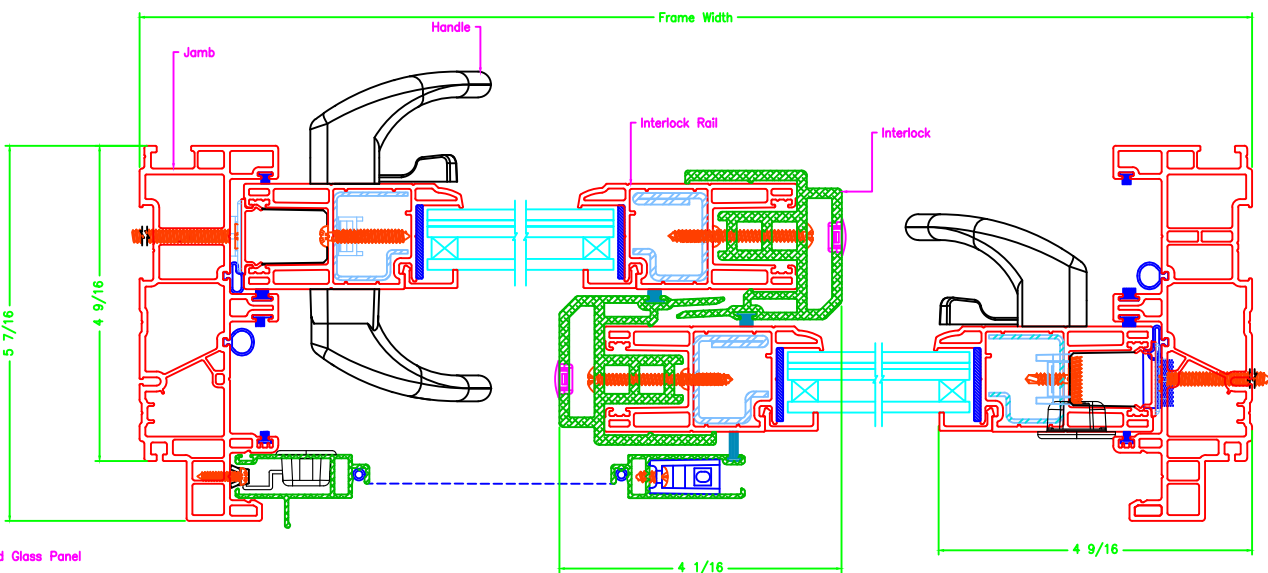 Frame Width
Handle
Jamb
Interlock Rail
Interlock
4 9/16
5 7/16
Glass Panel
4 9/16
4 1/16